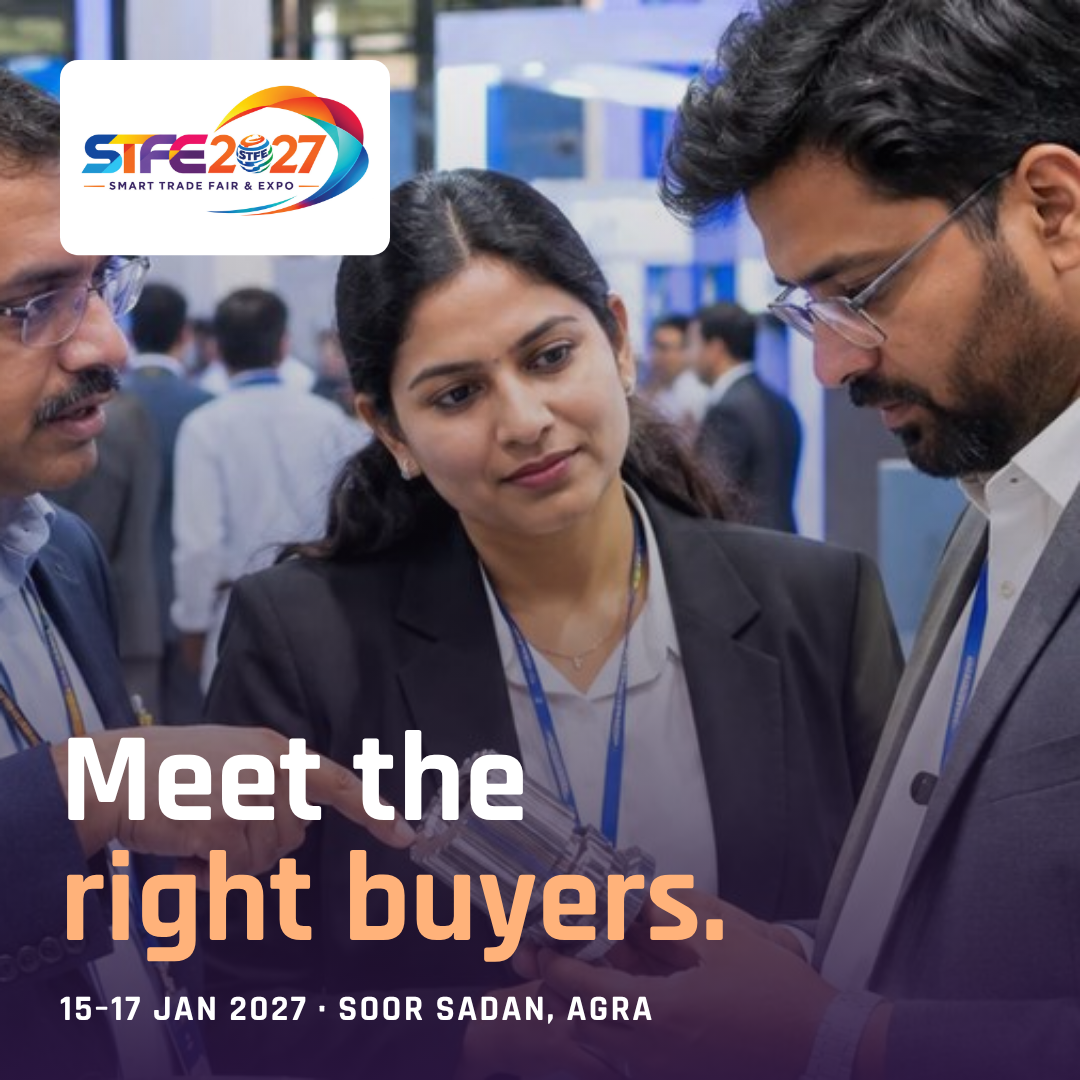 STFE2027
STFE
SMART TRADE FAIR & EXPO
Meet the
right buyers.
15–17 JAN 2027 · SOOR SADAN, AGRA